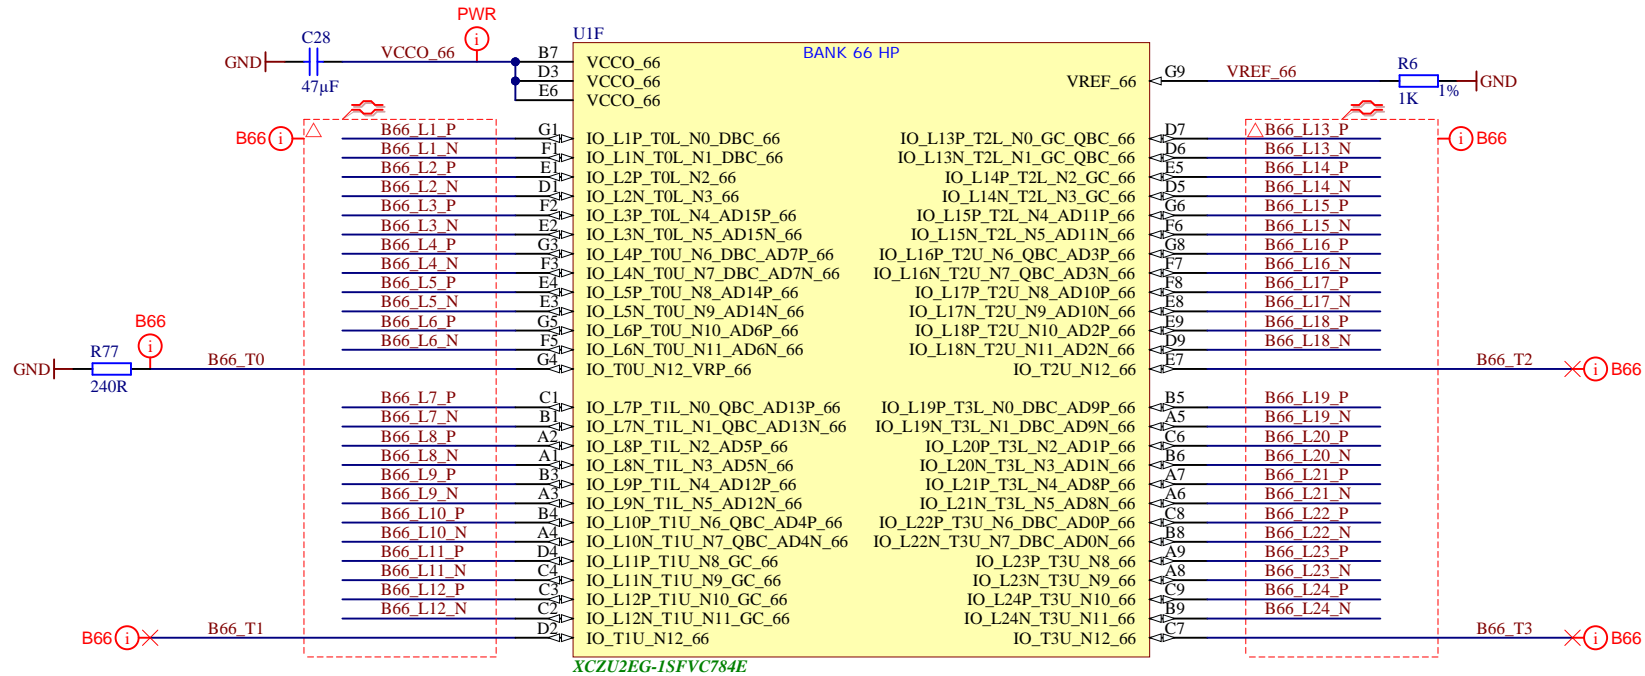 PWR
C28
GND
VCCO_66
47µF
U1F
BANK 66 HP
B7 VCCO_66
D3 VCCO_66
E6 VCCO_66
VREF_66 G9
VREF_66
R6
1K
1%
GND
B66
B66_L1_P G1 IO_L1P_T0L_N0_DBC_66
B66_L1_N F1 IO_L1N_T0L_N1_DBC_66
B66_L2_P E1 IO_L2P_T0L_N2_66
B66_L2_N D1 IO_L2N_T0L_N3_66
B66_L3_P F2 IO_L3P_T0L_N4_AD15P_66
B66_L3_N E2 IO_L3N_T0L_N5_AD15N_66
B66_L4_P G3 IO_L4P_T0U_N6_DBC_AD7P_66
B66_L4_N F3 IO_L4N_T0U_N7_DBC_AD7N_66
B66_L5_P E4 IO_L5P_T0U_N8_AD14P_66
B66_L5_N E3 IO_L5N_T0U_N9_AD14N_66
B66_L6_P G5 IO_L6P_T0U_N10_AD6P_66
B66_L6_N F5 IO_L6N_T0U_N11_AD6N_66
B66
R77
GND
240R
B66_T0 G4 IO_T0U_N12_VRP_66
B66_L7_P C1 IO_L7P_T1L_N0_QBC_AD13P_66
B66_L7_N B1 IO_L7N_T1L_N1_QBC_AD13N_66
B66_L8_P A2 IO_L8P_T1L_N2_AD5P_66
B66_L8_N A1 IO_L8N_T1L_N3_AD5N_66
B66_L9_P B3 IO_L9P_T1L_N4_AD12P_66
B66_L9_N A3 IO_L9N_T1L_N5_AD12N_66
B66_L10_P B4 IO_L10P_T1U_N6_QBC_AD4P_66
B66_L10_N A4 IO_L10N_T1U_N7_QBC_AD4N_66
B66_L11_P D4 IO_L11P_T1U_N8_GC_66
B66_L11_N C4 IO_L11N_T1U_N9_GC_66
B66_L12_P C3 IO_L12P_T1U_N10_GC_66
B66_L12_N C2 IO_L12N_T1U_N11_GC_66
B66 B66_T1 D2 IO_T1U_N12_66
IO_L13P_T2L_N0_GC_QBC_66 D7 B66_L13_P
B66
IO_L13N_T2L_N1_GC_QBC_66 D6 B66_L13_N
IO_L14P_T2L_N2_GC_66 E5 B66_L14_P
IO_L14N_T2L_N3_GC_66 D5 B66_L14_N
IO_L15P_T2L_N4_AD11P_66 G6 B66_L15_P
IO_L15N_T2L_N5_AD11N_66 F6 B66_L15_N
IO_L16P_T2U_N6_QBC_AD3P_66 G8 B66_L16_P
IO_L16N_T2U_N7_QBC_AD3N_66 F7 B66_L16_N
IO_L17P_T2U_N8_AD10P_66 F8 B66_L17_P
IO_L17N_T2U_N9_AD10N_66 E8 B66_L17_N
IO_L18P_T2U_N10_AD2P_66 E9 B66_L18_P
IO_L18N_T2U_N11_AD2N_66 D9 B66_L18_N
IO_T2U_N12_66 E7 B66_T2 B66
IO_L19P_T3L_N0_DBC_AD9P_66 B5 B66_L19_P
IO_L19N_T3L_N1_DBC_AD9N_66 A5 B66_L19_N
IO_L20P_T3L_N2_AD1P_66 C6 B66_L20_P
IO_L20N_T3L_N3_AD1N_66 B6 B66_L20_N
IO_L21P_T3L_N4_AD8P_66 A7 B66_L21_P
IO_L21N_T3L_N5_AD8N_66 A6 B66_L21_N
IO_L22P_T3U_N6_DBC_AD0P_66 C8 B66_L22_P
IO_L22N_T3U_N7_DBC_AD0N_66 B8 B66_L22_N
IO_L23P_T3U_N8_66 A9 B66_L23_P
IO_L23N_T3U_N9_66 A8 B66_L23_N
IO_L24P_T3U_N10_66 C9 B66_L24_P
IO_L24N_T3U_N11_66 B9 B66_L24_N
IO_T3U_N12_66 C7 B66_T3 B66
XCZU2EG-1SFVC784E